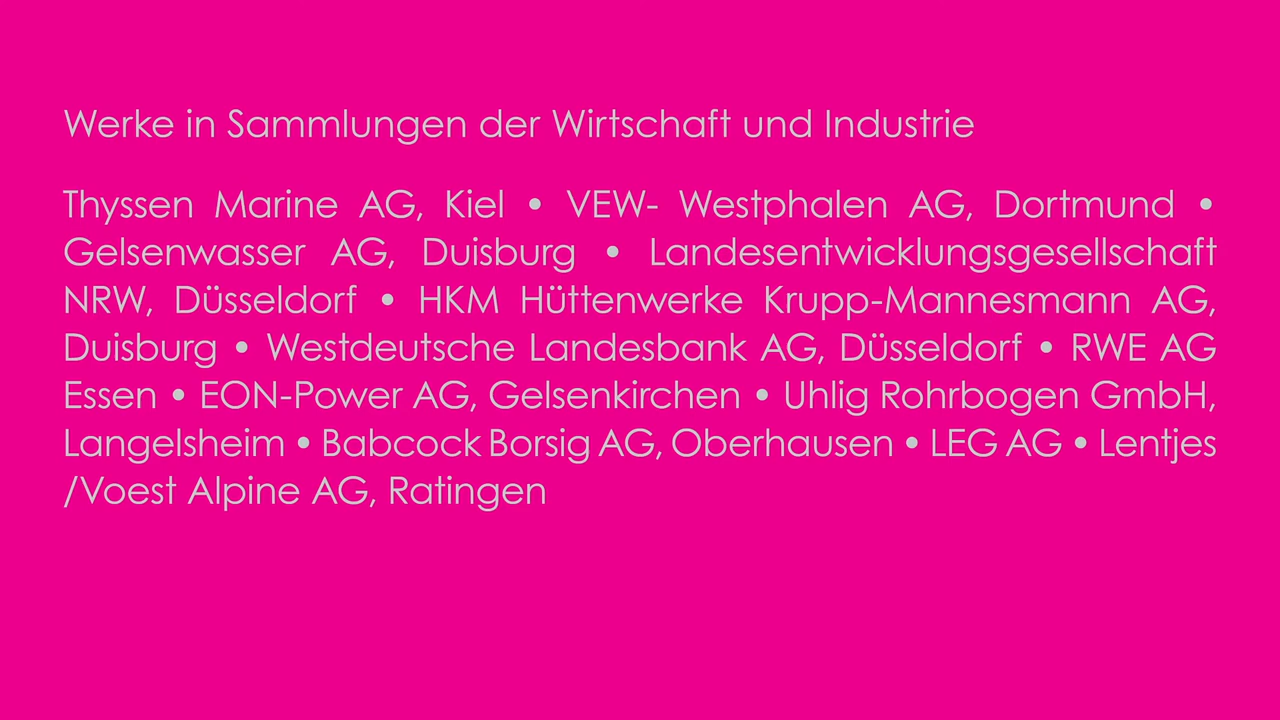 Werke in Sammlungen der Wirtschaft und Industrie
Thyssen Marine AG, Kiel • VEW- Westphalen AG, Dortmund •
Gelsenwasser AG, Duisburg • Landesentwicklungsgesellschaft
NRW, Düsseldorf • HKM Hüttenwerke Krupp-Mannesmann AG,
Duisburg • Westdeutsche Landesbank AG, Düsseldorf • RWE AG
Essen • EON-Power AG, Gelsenkirchen • Uhlig Rohrbogen GmbH,
Langelsheim • Babcock Borsig AG, Oberhausen • LEG AG • Lentjes
/Voest Alpine AG, Ratingen